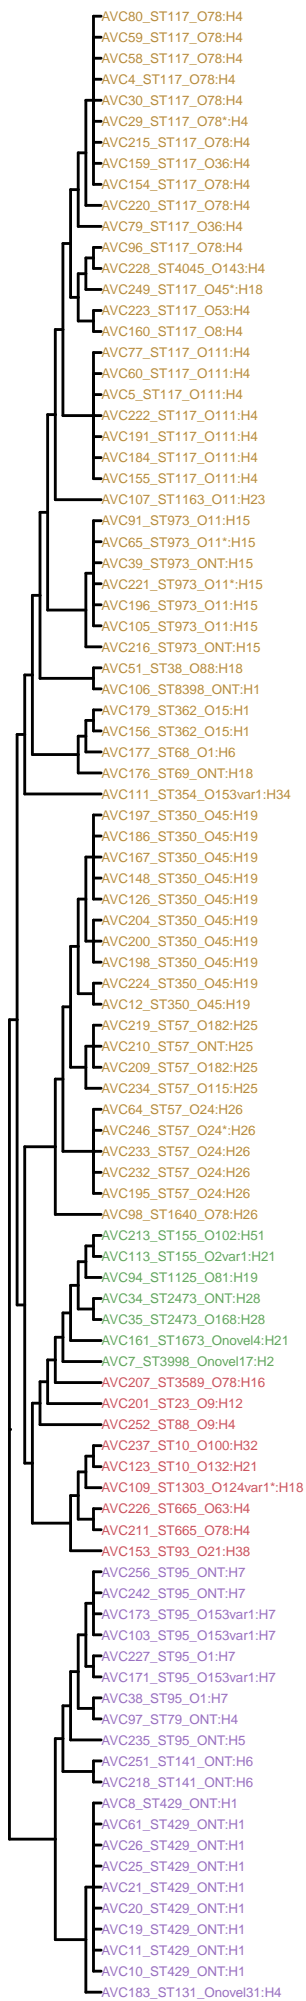 AVC80_ST117_O78:H4
AVC59_ST117_O78:H4
AVC58_ST117_O78:H4
AVC4_ST117_O78:H4
AVC30_ST117_O78:H4
AVC29_ST117_O78*:H4
AVC215_ST117_O78:H4
AVC159_ST117_O36:H4
AVC154_ST117_O78:H4
AVC220_ST117_O78:H4
AVC79_ST117_O36:H4
AVC96_ST117_O78:H4
AVC228_ST4045_O143:H4
AVC249_ST117_O45*:H18
AVC223_ST117_O53:H4
AVC160_ST117_O8:H4
AVC77_ST117_O111:H4
AVC60_ST117_O111:H4
AVC5_ST117_O111:H4
AVC222_ST117_O111:H4
AVC191_ST117_O111:H4
AVC184_ST117_O111:H4
AVC155_ST117_O111:H4
AVC107_ST1163_O11:H23
AVC91_ST973_O11:H15
AVC65_ST973_O11*:H15
AVC39_ST973_ONT:H15
AVC221_ST973_O11*:H15
AVC196_ST973_O11:H15
AVC105_ST973_O11:H15
AVC216_ST973_ONT:H15
AVC51_ST38_O88:H18
AVC106_ST8398_ONT:H1
AVC179_ST362_O15:H1
AVC156_ST362_O15:H1
AVC177_ST68_O1:H6
AVC176_ST69_ONT:H18
AVC111_ST354_O153var1:H34
AVC197_ST350_O45:H19
AVC186_ST350_O45:H19
AVC167_ST350_O45:H19
AVC148_ST350_O45:H19
AVC126_ST350_O45:H19
AVC204_ST350_O45:H19
AVC200_ST350_O45:H19
AVC198_ST350_O45:H19
AVC224_ST350_O45:H19
AVC12_ST350_O45:H19
AVC219_ST57_O182:H25
AVC210_ST57_ONT:H25
AVC209_ST57_O182:H25
AVC234_ST57_O115:H25
AVC64_ST57_O24:H26
AVC246_ST57_O24*:H26
AVC233_ST57_O24:H26
AVC232_ST57_O24:H26
AVC195_ST57_O24:H26
AVC98_ST1640_O78:H26
AVC213_ST155_O102:H51
AVC113_ST155_O2var1:H21
AVC94_ST1125_O81:H19
AVC34_ST2473_ONT:H28
AVC35_ST2473_O168:H28
AVC161_ST1673_Onovel4:H21
AVC7_ST3998_Onovel17:H2
AVC207_ST3589_O78:H16
AVC201_ST23_O9:H12
AVC252_ST88_O9:H4
AVC237_ST10_O100:H32
AVC123_ST10_O132:H21
AVC109_ST1303_O124var1*:H18
AVC226_ST665_O63:H4
AVC211_ST665_O78:H4
AVC153_ST93_O21:H38
AVC256_ST95_ONT:H7
AVC242_ST95_ONT:H7
AVC173_ST95_O153var1:H7
AVC103_ST95_O153var1:H7
AVC227_ST95_O1:H7
AVC171_ST95_O153var1:H7
AVC38_ST95_O1:H7
AVC97_ST79_ONT:H4
AVC235_ST95_ONT:H5
AVC251_ST141_ONT:H6
AVC218_ST141_ONT:H6
AVC8_ST429_ONT:H1
AVC61_ST429_ONT:H1
AVC26_ST429_ONT:H1
AVC25_ST429_ONT:H1
AVC21_ST429_ONT:H1
AVC20_ST429_ONT:H1
AVC19_ST429_ONT:H1
AVC11_ST429_ONT:H1
AVC10_ST429_ONT:H1
AVC183_ST131_Onovel31:H4